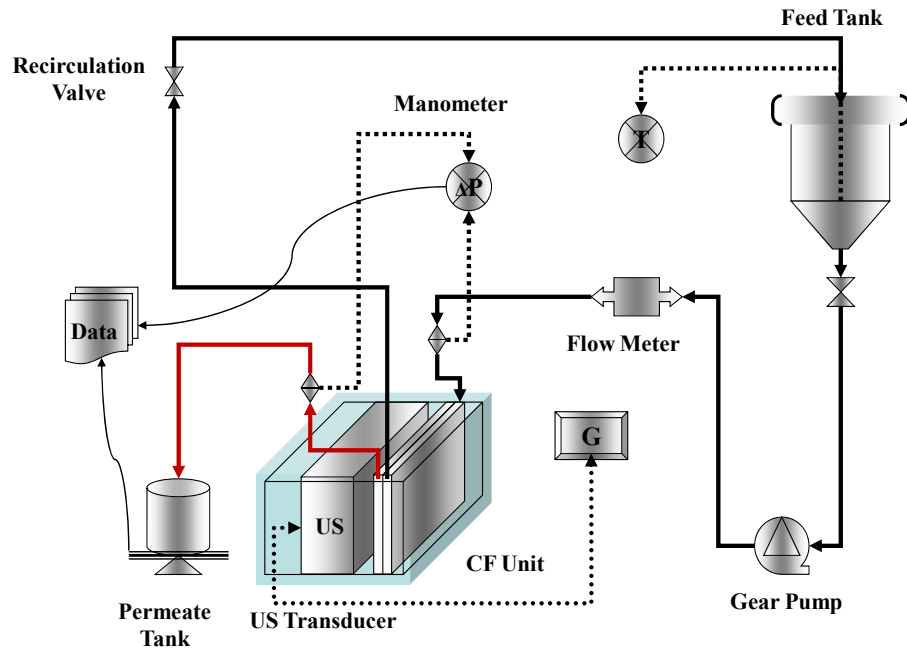 Feed Tank
Recirculation
Valve
Manometer
T
ΔP
Data
Flow Meter
G
US
CF Unit
Gear Pump
Permeate
Tank
US Transducer